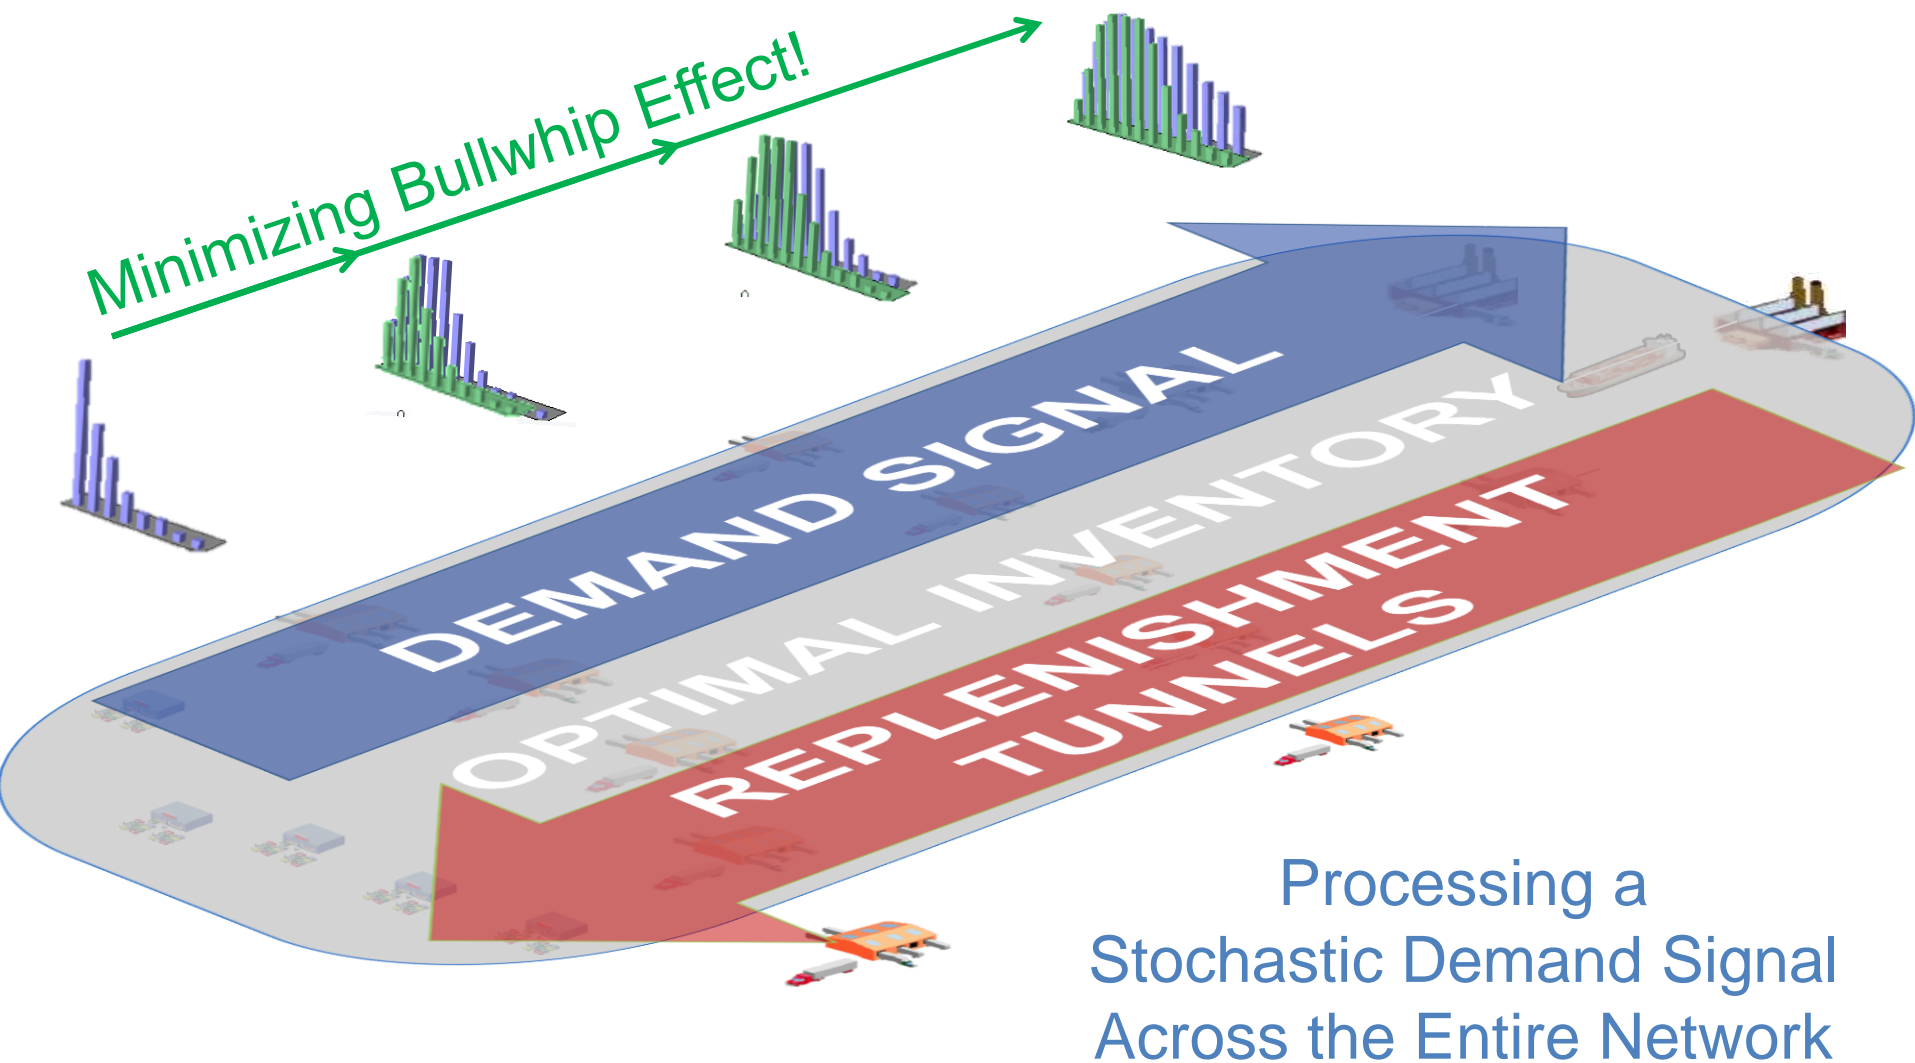 Minimizing Bullwhip Effect!
DEMAND SIGNAL
OPTIMAL INVENTORY
REPLENISHMENT
TUNNELS
Processing a
Stochastic Demand Signal
Across the Entire Network